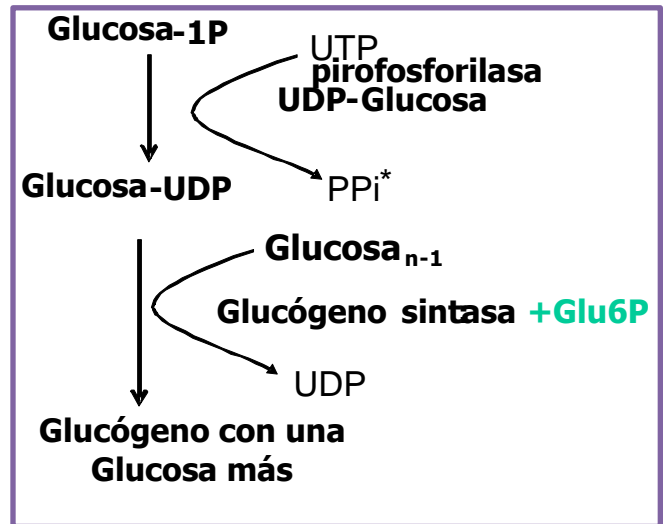 Glucosa-1P
UTP
pirofosforilasa
UDP-Glucosa
Glucosa-UDP
PPi*
Glucosa n-1
Glucógeno sintasa +Glu6P
UDP
Glucógeno con una
Glucosa más